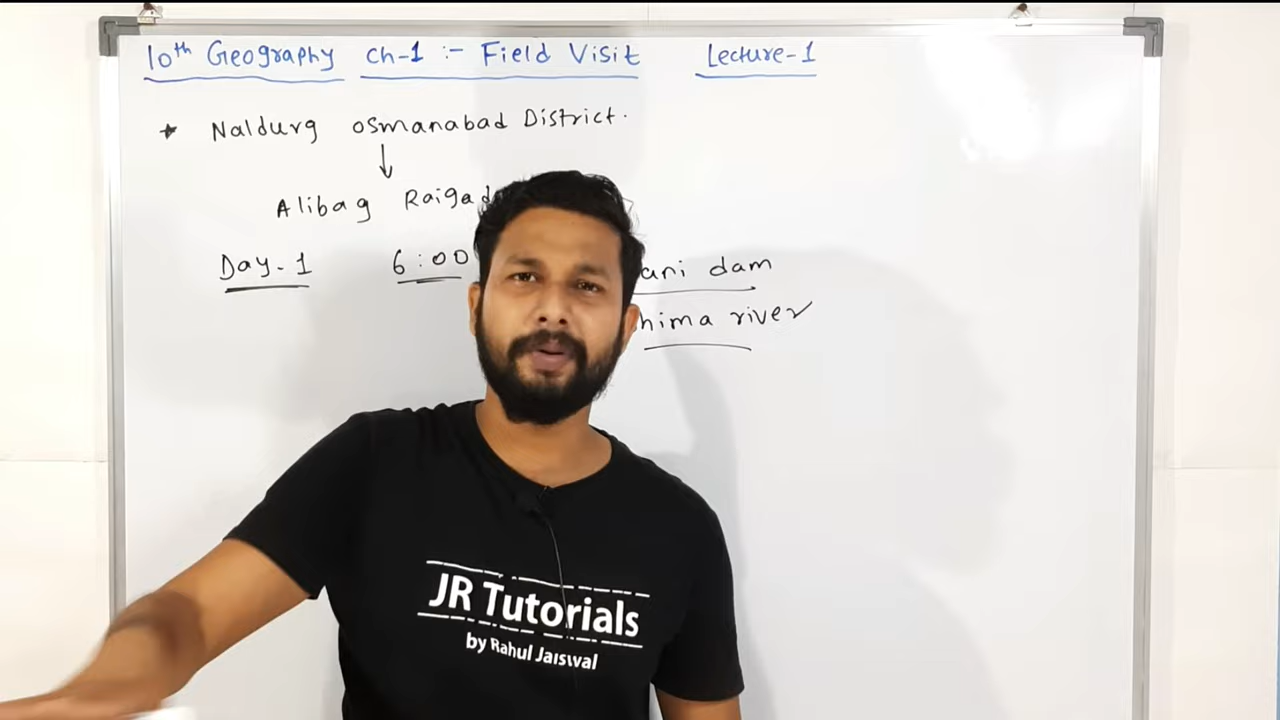 10th Geography ch-1 :- Field Visit Lecture-1
* Naldurg osmanabad District.
↓
Alibag
Day-1 6:00 dam
river
JR Tutorials
by Rahul Jaiswal